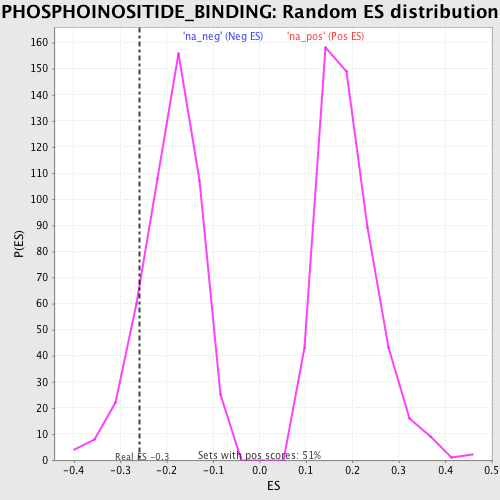 PHOSPHOINOSITIDE_BINDING: Random ES distribution
'na_neg' (Neg ES) 'na_pos' (Pos ES)
160
150
140
130
120
110
100
90
80
70
60
50
40
30
20
10
0
P(ES)
Real ES -0.3 Sets with pos scores: 51%
-0.4 -0.3 -0.2 -0.1 0.0 0.1 0.2 0.3 0.4 0.5
ES